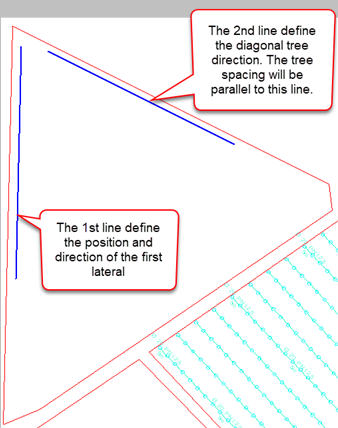 The 2nd line define
the diagonal tree
direction. The tree
spacing will be
parallel to this line.
The 1st line define
the position and
direction of the first
lateral